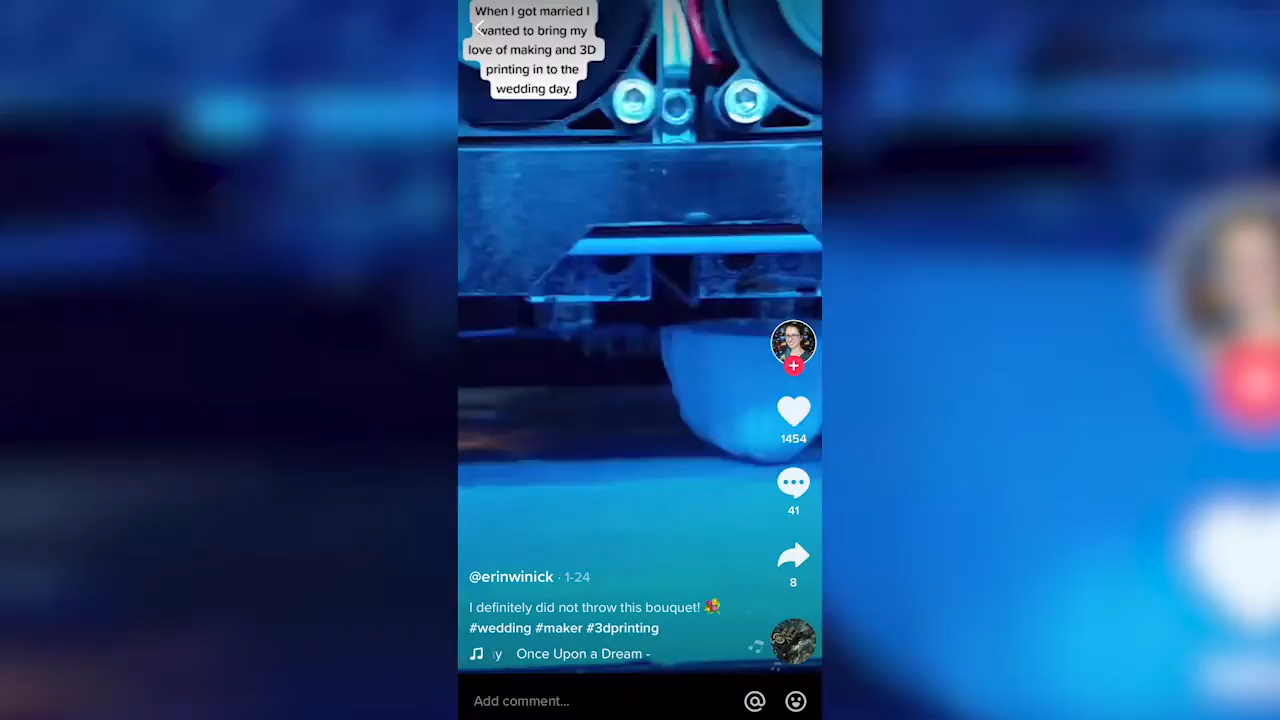 When I got married I
wanted to bring my
love of making and 3D
printing in to the
wedding day.
1454
41
8
@erinwinick · 1-24
I definitely did not throw this bouquet! 💐
#wedding #maker #3dprinting
y Once Upon a Dream -
Add comment...